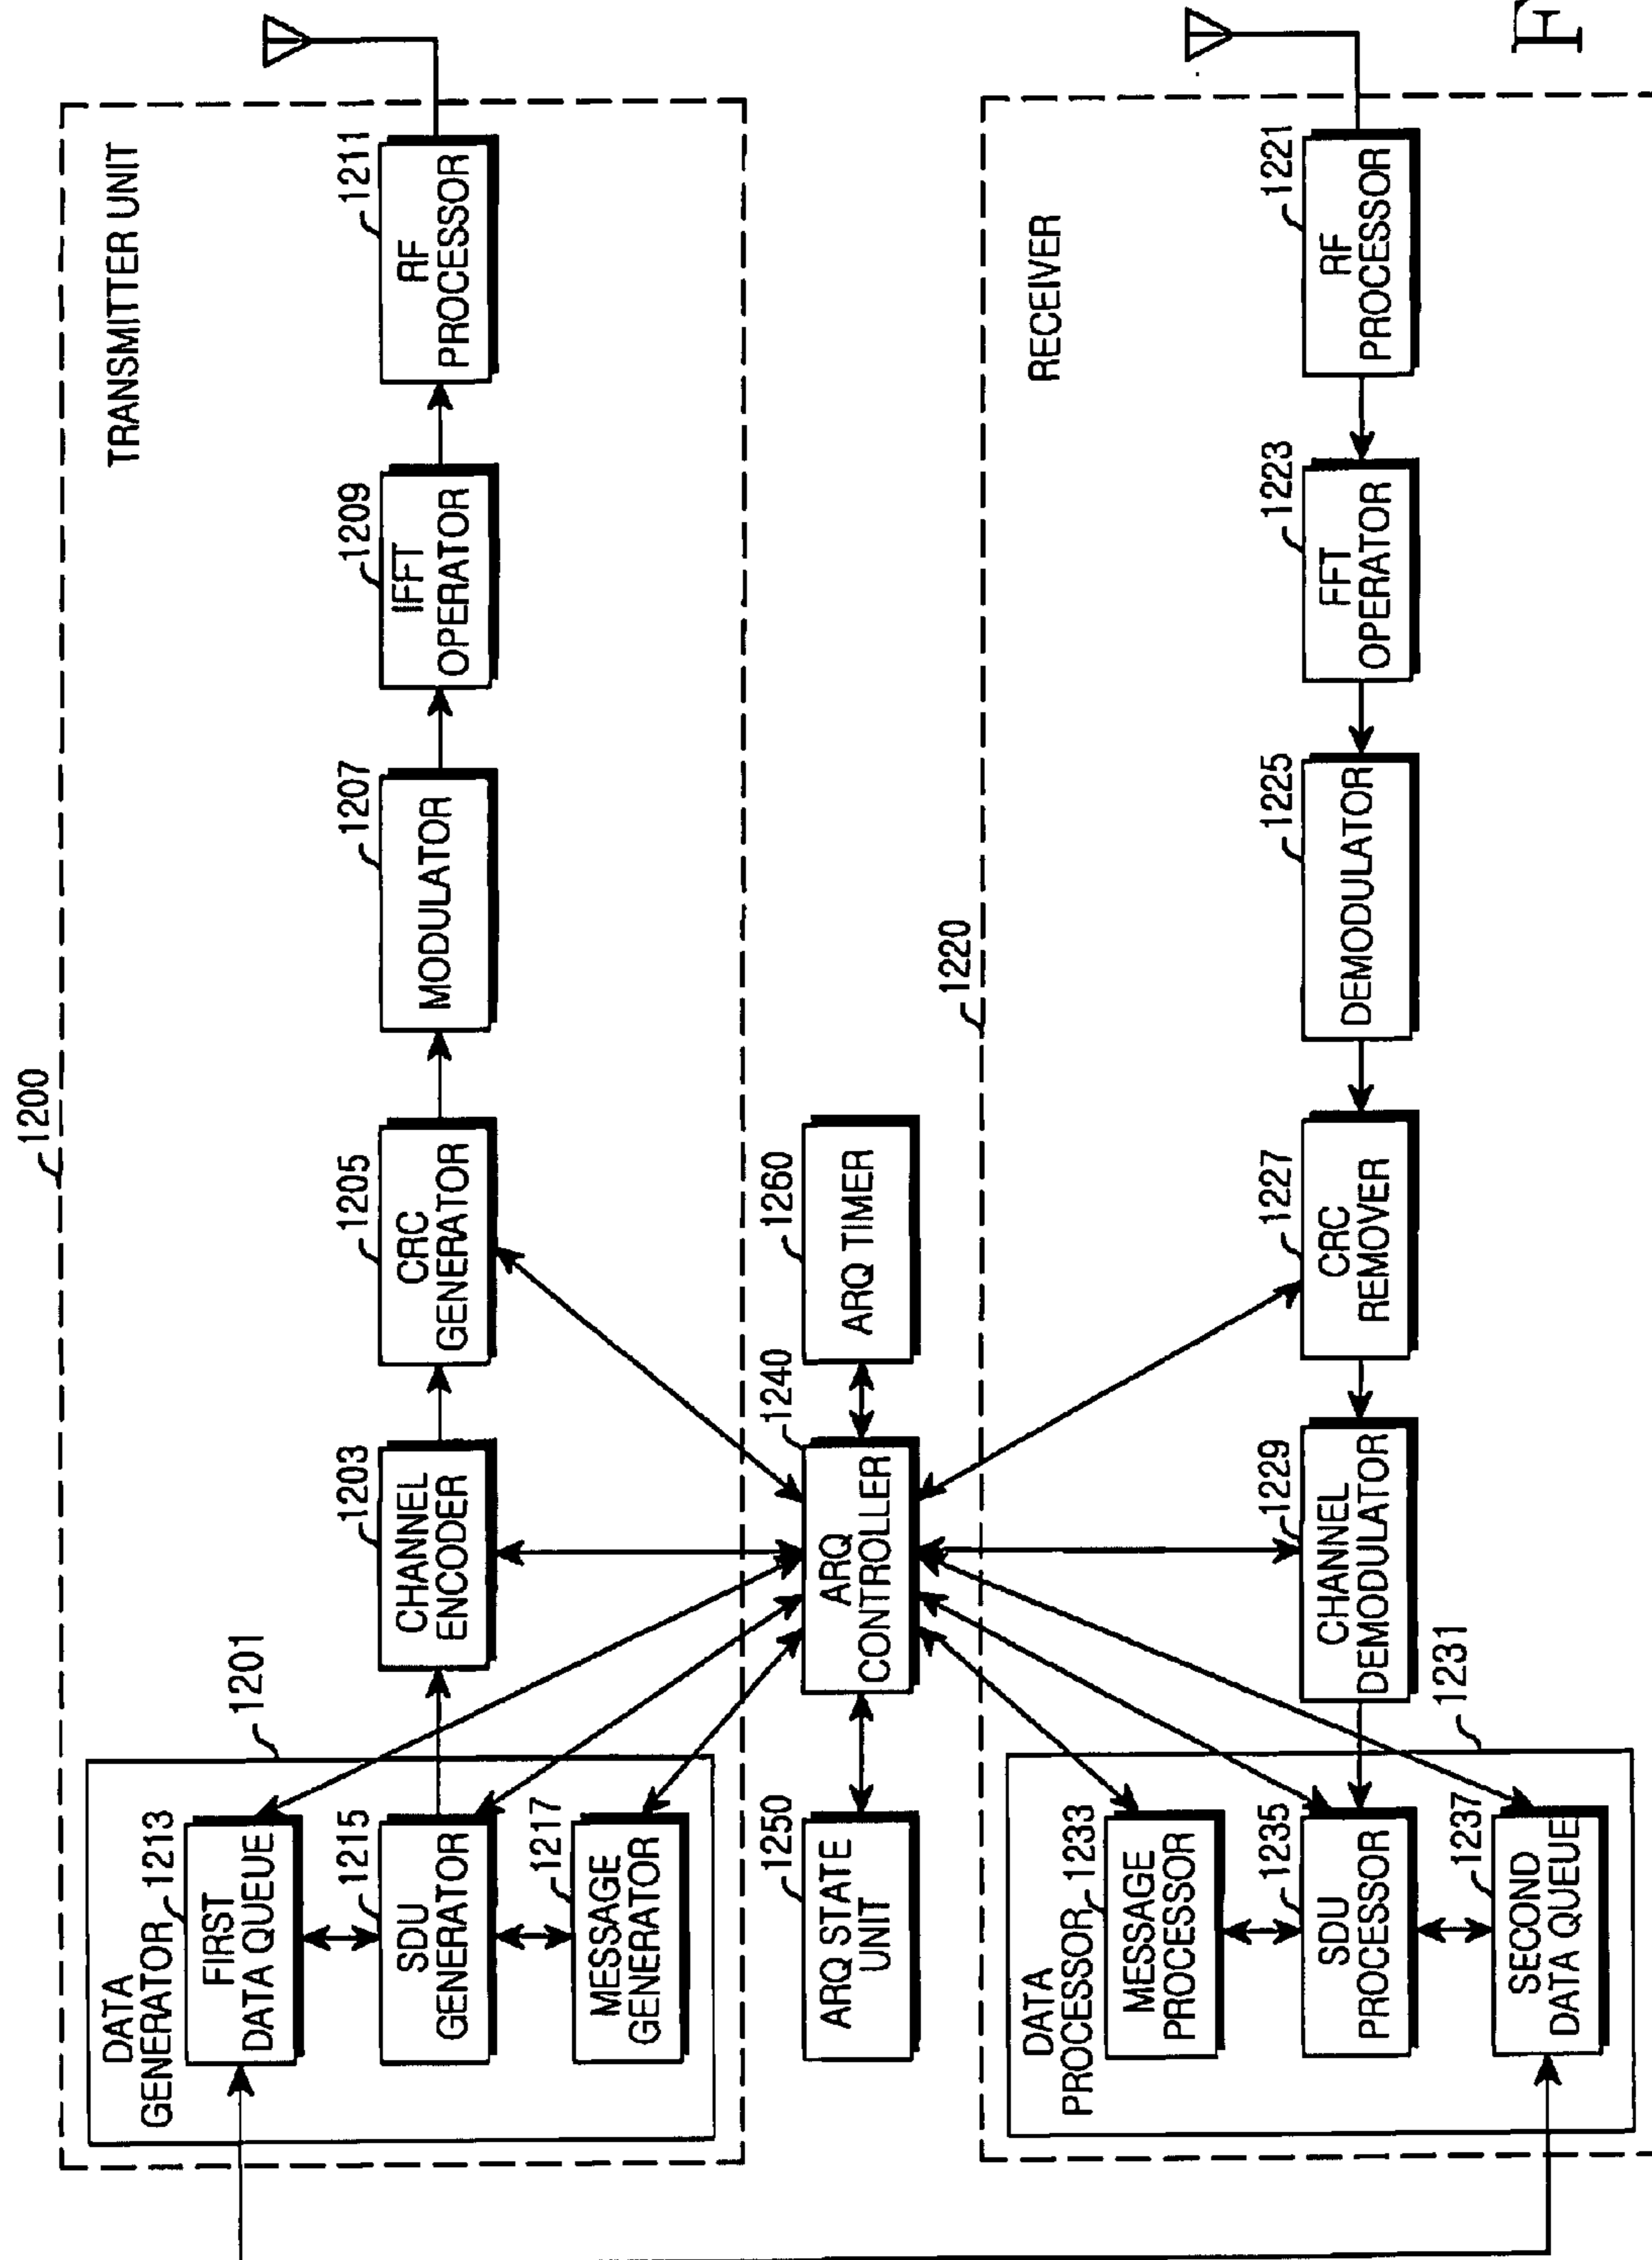 1200
TRANSMITTER UNIT
DATA
GENERATOR
1201
1213
FIRST
DATA QUEUE
1215
SDU
GENERATOR
1217
MESSAGE
GENERATOR
1203
CHANNEL
ENCODER
1205
CRC
GENERATOR
1207
MODULATOR
1209
IFFT
OPERATOR
1211
RF
PROCESSOR
1250
ARQ STATE
UNIT
1240
ARQ
CONTROLLER
1260
ARQ TIMER
1220
RECEIVER
DATA
PROCESSOR
1231
1233
MESSAGE
PROCESSOR
1235
SDU
PROCESSOR
1237
SECOND
DATA QUEUE
1229
CHANNEL
DEMODULATOR
1227
CRC
REMOVER
1225
DEMODULATOR
1223
FFT
OPERATOR
1221
RF
PROCESSOR
F